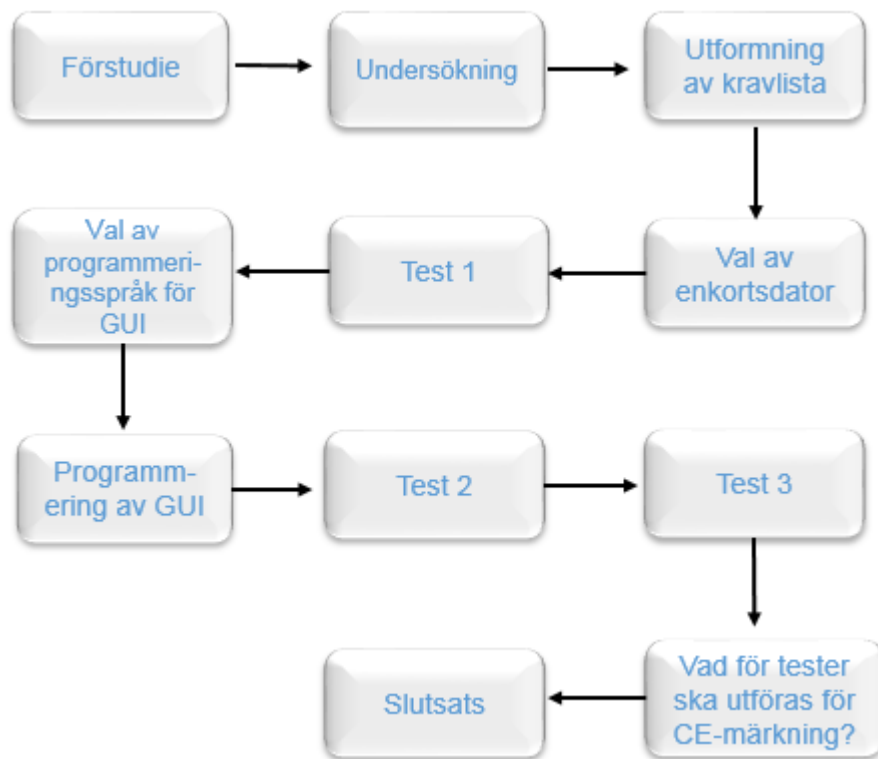 Förstudie
Undersökning
Utformning
av kravlista
Val av
enkortsdator
Test 1
Val av
programmeri-
ngsspråk för
GUI
Programm-
ering av GUI
Test 2
Test 3
Vad för tester
ska utföras för
CE-märkning?
Slutsats